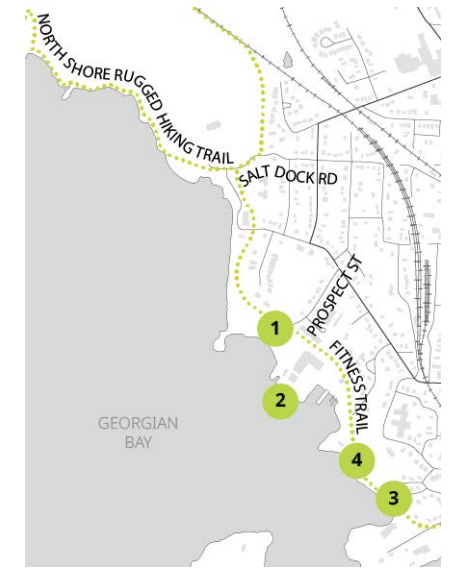 NORTH SHORE RUGGED HIKING TRAIL
SALT DOCK RD
PROSPECT ST
1
FITNESS TRAIL
2
GEORGIAN
BAY
4
3